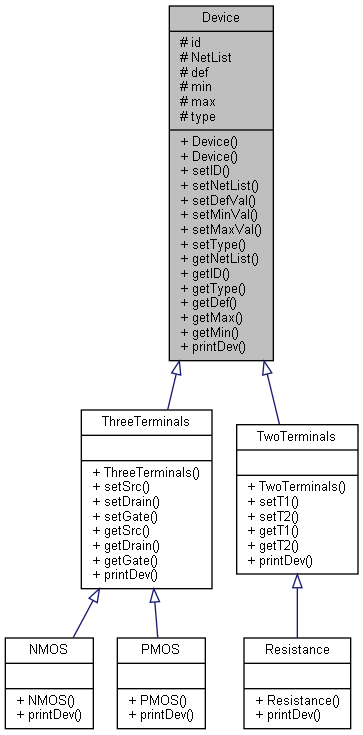 Device
# id
# NetList
# def
# min
# max
# type
+ Device()
+ Device()
+ setID()
+ setNetList()
+ setDefVal()
+ setMinVal()
+ setMaxVal()
+ setType()
+ getNetList()
+ getID()
+ getType()
+ getDef()
+ getMax()
+ getMin()
+ printDev()
ThreeTerminals
+ ThreeTerminals()
+ setSrc()
+ setDrain()
+ setGate()
+ getSrc()
+ getDrain()
+ getGate()
+ printDev()
TwoTerminals
+ TwoTerminals()
+ setT1()
+ setT2()
+ getT1()
+ getT2()
+ printDev()
NMOS
+ NMOS()
+ printDev()
PMOS
+ PMOS()
+ printDev()
Resistance
+ Resistance()
+ printDev()